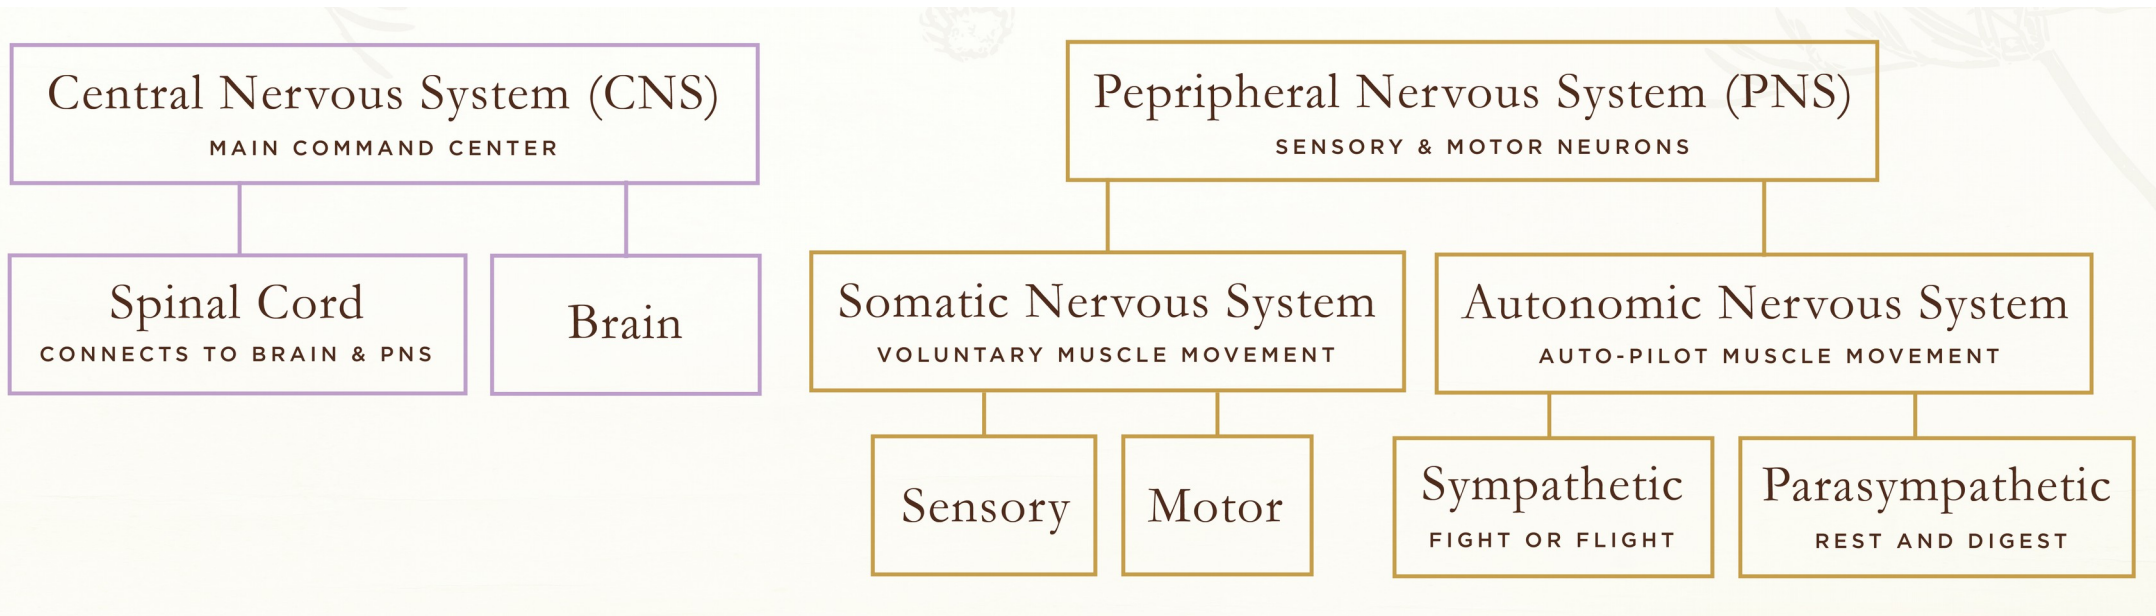 Central Nervous System (CNS)
MAIN COMMAND CENTER
Pepripheral Nervous System (PNS)
SENSORY & MOTOR NEURONS
Spinal Cord
CONNECTS TO BRAIN & PNS
Brain
Somatic Nervous System
VOLUNTARY MUSCLE MOVEMENT
Autonomic Nervous System
AUTO-PILOT MUSCLE MOVEMENT
Sensory
Motor
Sympathetic
FIGHT OR FLIGHT
Parasympathetic
REST AND DIGEST